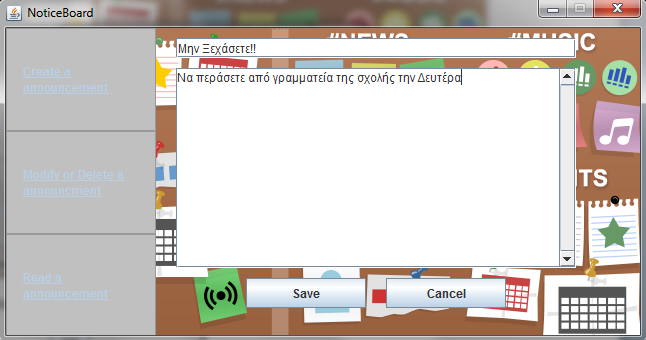 NoticeBoard
Create a
announcement
Modify or Delete a
announcment
Read a
announcement
#NEWS
#MUSIC
Μην Ξεχάσετε!!
Να περάσετε από γραμματεία της σχολής την Δευτέρα
Save
Cancel